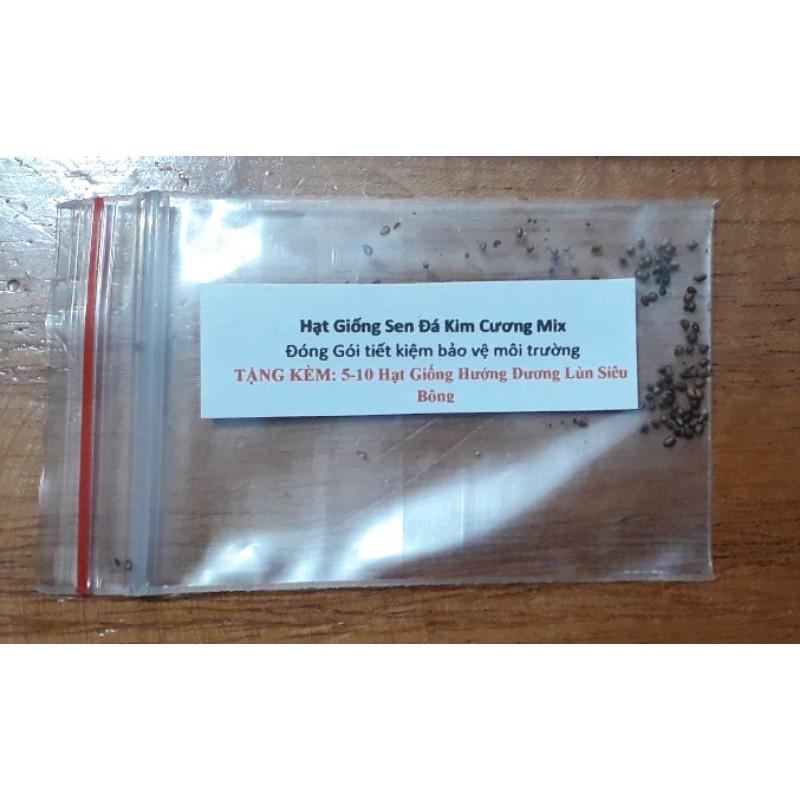 Hạt Giống Sen Đá Kim Cương Mix
Đóng Gói tiết kiệm bảo vệ môi trường
TẶNG KÈM: 5-10 Hạt Giống Hướng Dương Lùn Siêu
Bông